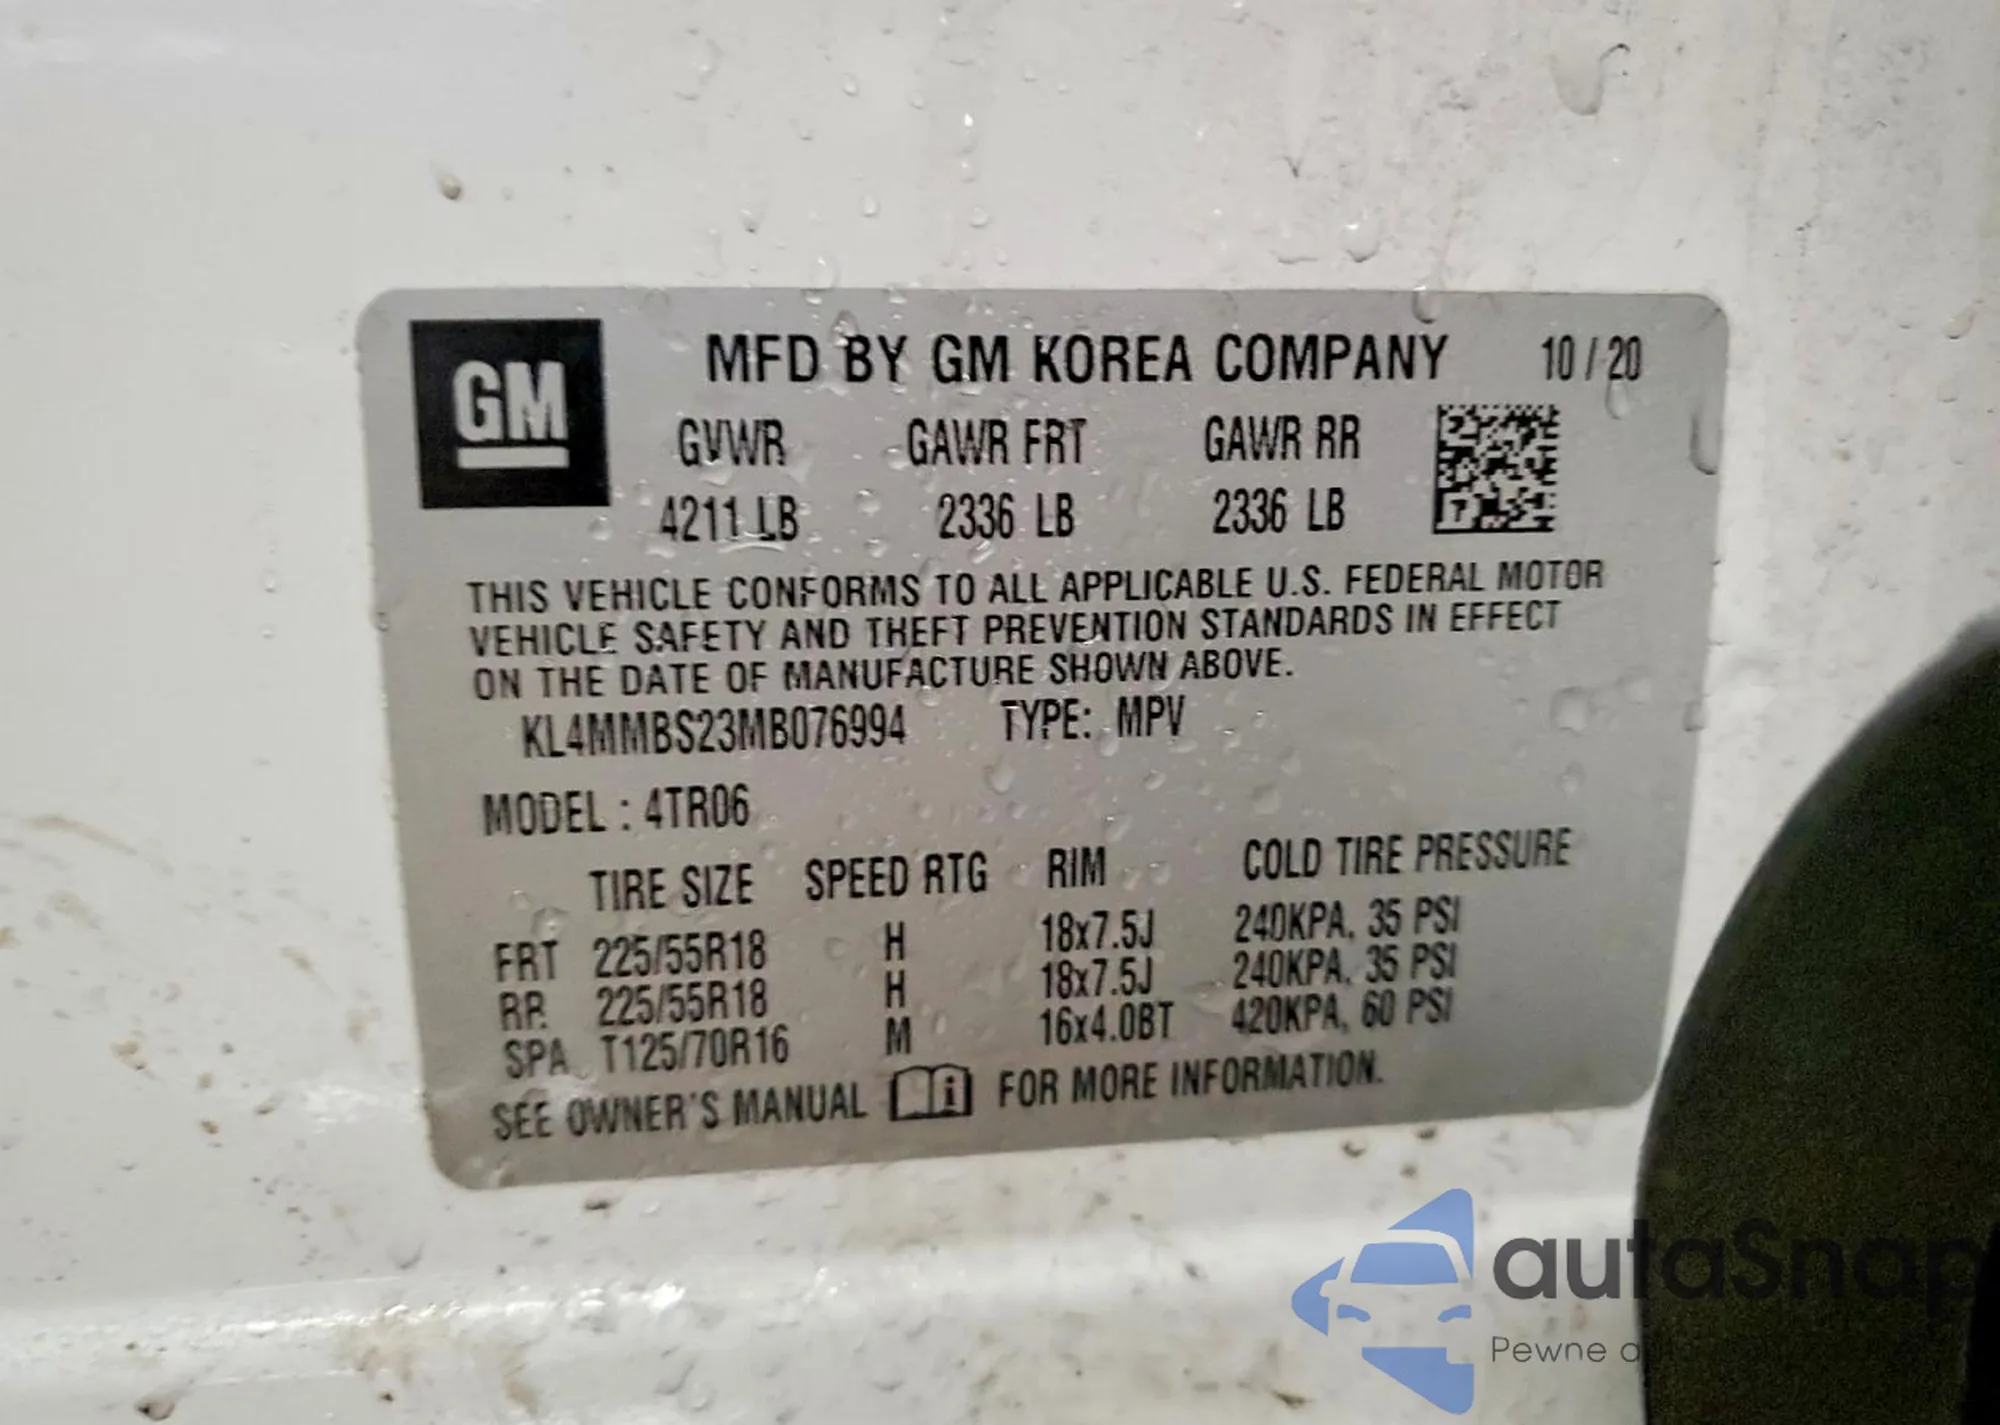 GM
MFD BY GM KOREA COMPANY 10 / 20
GVWR GAWR FRT GAWR RR
4211 LB 2336 LB 2336 LB
THIS VEHICLE CONFORMS TO ALL APPLICABLE U.S. FEDERAL MOTOR
VEHICLE SAFETY AND THEFT PREVENTION STANDARDS IN EFFECT
ON THE DATE OF MANUFACTURE SHOWN ABOVE.
KL4MMBS23MB076994 TYPE: MPV
MODEL : 4TR06
TIRE SIZE SPEED RTG RIM COLD TIRE PRESSURE
FRT 225/55R18 H 18x7.5J 240KPA, 35 PSI
RR 225/55R18 H 18x7.5J 240KPA, 35 PSI
SPA T125/70R16 M 16x4.0BT 420KPA, 60 PSI
SEE OWNER'S MANUAL i FOR MORE INFORMATION.
autaSnap
Pewne